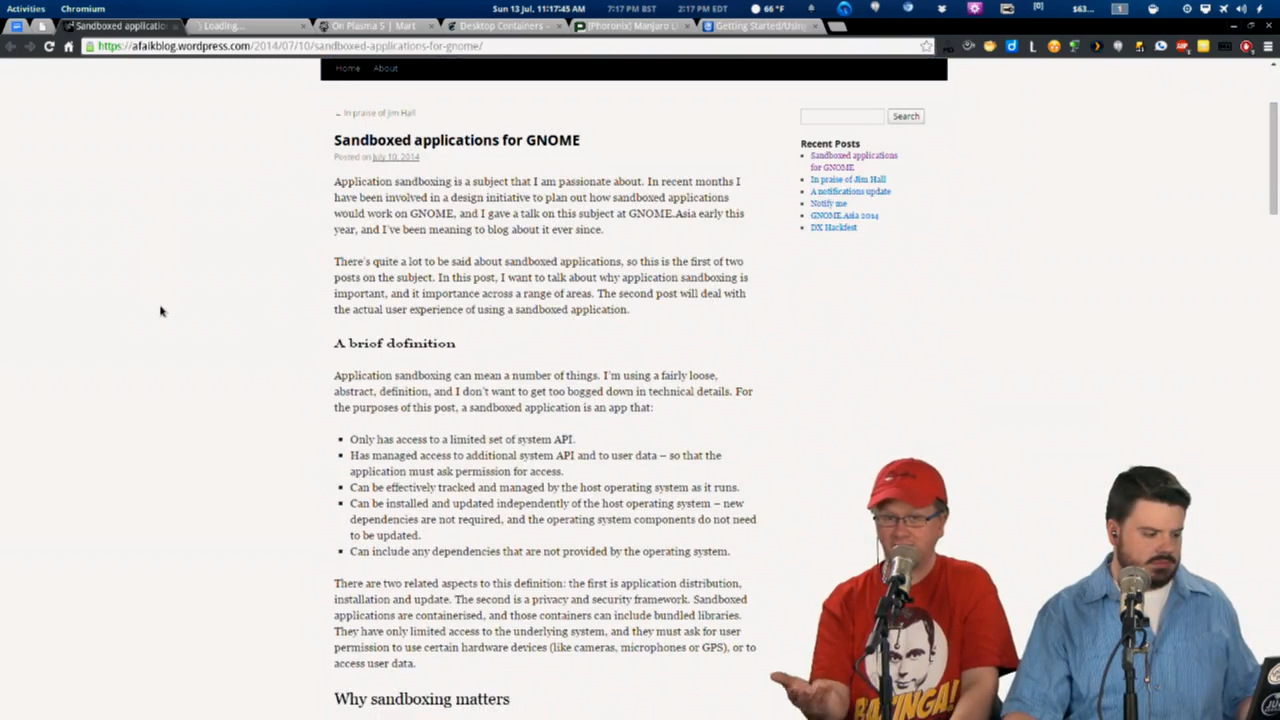 Activities
Chromium
Sun 13 Jul, 11:17:45 AM
7:17 PM BST
2:17 PM EDT
66 °F
$63...
Sandboxed applicatio
Loading...
On Plasma 5 | Mart
Desktop Containers -
[Phoronix] Manjaro L
Getting Started/Using
https://afaikblog.wordpress.com/2014/07/10/sandboxed-applications-for-gnome/
Home
About
← In praise of Jim Hall
Search
Sandboxed applications for GNOME
Posted on July 10, 2014
Recent Posts
Sandboxed applications
for GNOME
In praise of Jim Hall
A notifications update
Notify me
GNOME.Asia 2014
DX Hackfest
Application sandboxing is a subject that I am passionate about. In recent months I
have been involved in a design initiative to plan out how sandboxed applications
would work on GNOME, and I gave a talk on this subject at GNOME.Asia early this
year, and I've been meaning to blog about it ever since.
There's quite a lot to be said about sandboxed applications, so this is the first of two
posts on the subject. In this post, I want to talk about why application sandboxing is
important, and it importance across a range of areas. The second post will deal with
the actual user experience of using a sandboxed application.
A brief definition
Application sandboxing can mean a number of things. I'm using a fairly loose,
abstract, definition, and I don't want to get too bogged down in technical details. For
the purposes of this post, a sandboxed application is an app that:
▪ Only has access to a limited set of system API.
▪ Has managed access to additional system API and to user data – so that the
application must ask permission for access.
▪ Can be effectively tracked and managed by the host operating system as it runs.
▪ Can be installed and updated independently of the host operating system – new
dependencies are not required, and the operating system components do not need
to be updated.
▪ Can include any dependencies that are not provided by the operating system.
There are two related aspects to this definition: the first is application distribution,
installation and update. The second is a privacy and security framework. Sandboxed
applications are containerised, and those containers can include bundled libraries.
They have only limited access to the underlying system, and they must ask for user
permission to use certain hardware devices (like cameras, microphones or GPS), or to
access user data.
Why sandboxing matters
BAZINGA!